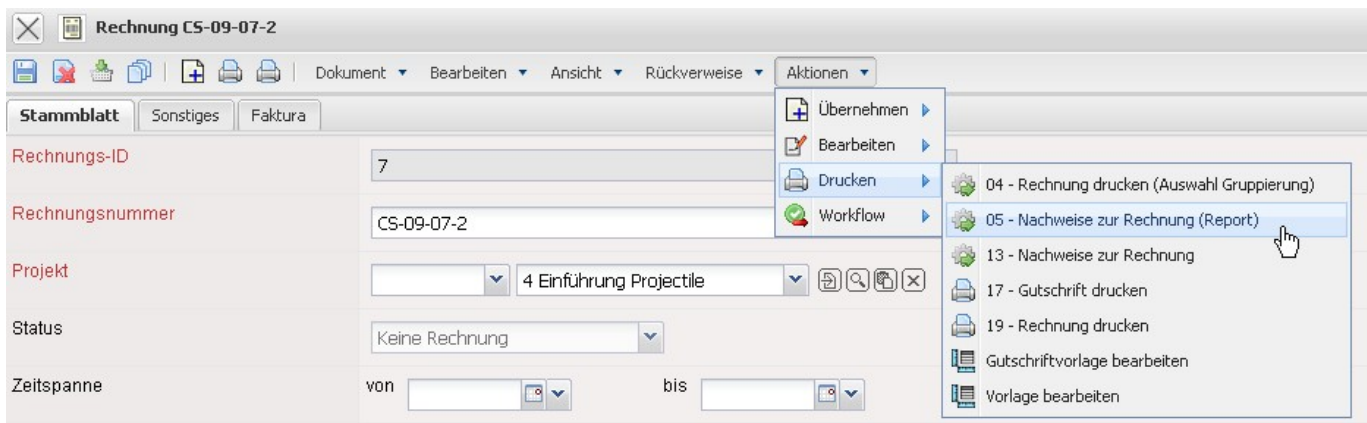 Rechnung CS-09-07-2
Dokument Bearbeiten Ansicht Rückverweise Aktionen
Stammblatt Sonstiges Faktura
Übernehmen
Bearbeiten
Drucken
Workflow
04 - Rechnung drucken (Auswahl Gruppierung)
05 - Nachweise zur Rechnung (Report)
13 - Nachweise zur Rechnung
17 - Gutschrift drucken
19 - Rechnung drucken
Gutschriftvorlage bearbeiten
Vorlage bearbeiten
Rechnungs-ID 7
Rechnungsnummer CS-09-07-2
Projekt 4 Einführung Projectile
Status Keine Rechnung
Zeitspanne von bis